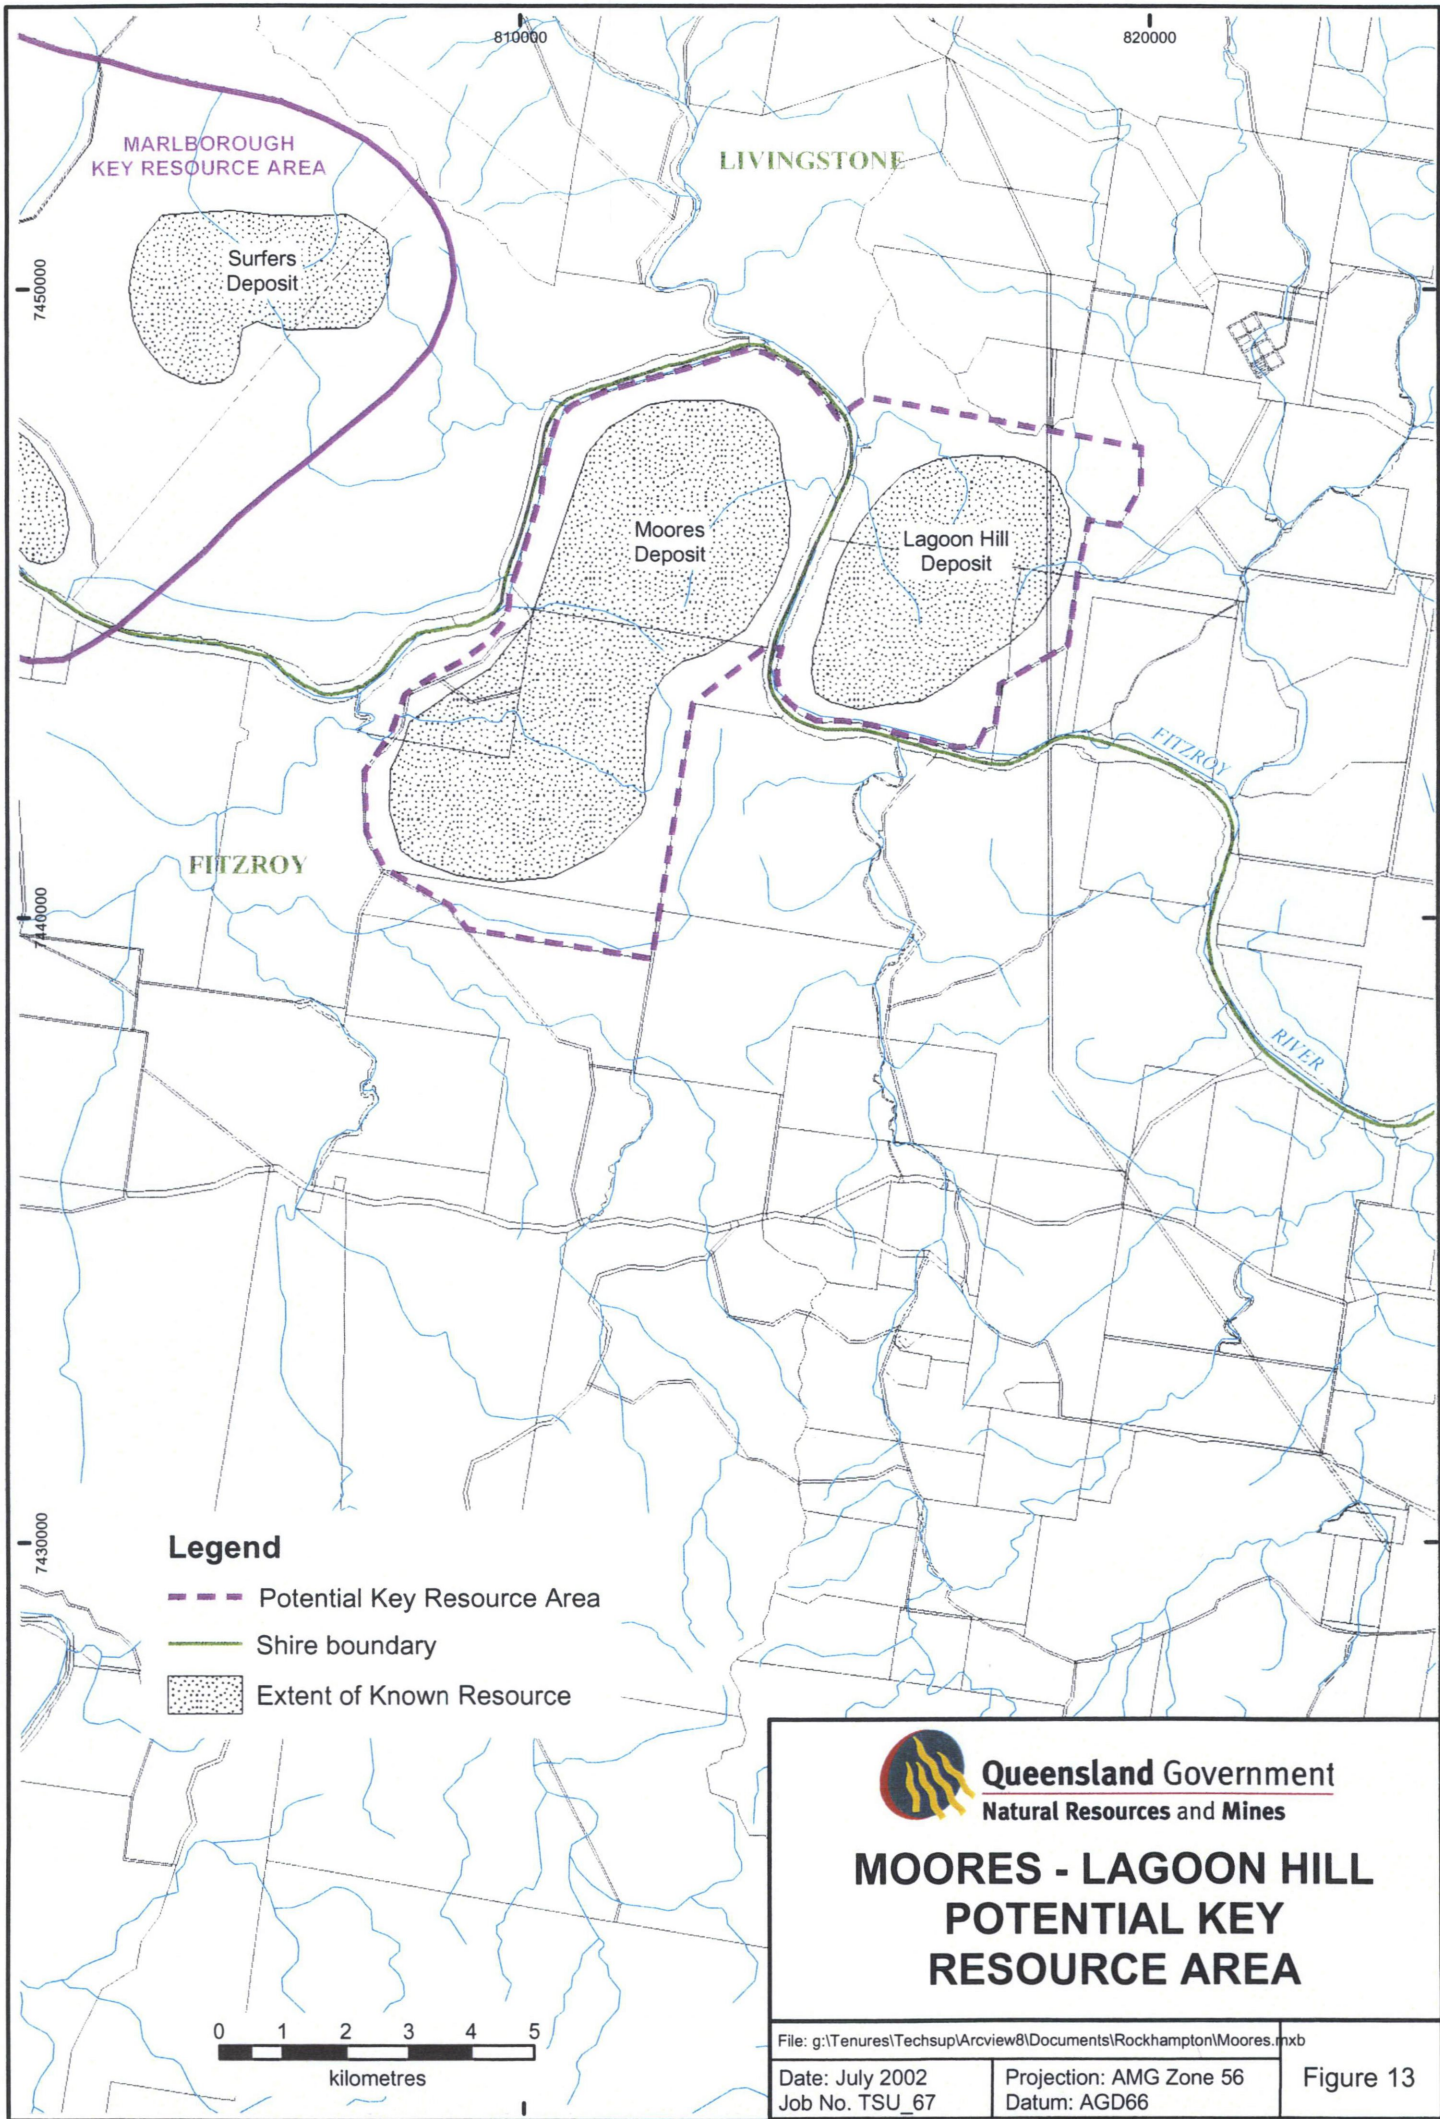 810000
820000
MARLBOROUGH
KEY RESOURCE AREA
LIVINGSTONE
Surfers
Deposit
7450000
Moores
Deposit
Lagoon Hill
Deposit
FITZROY
FITZROY
7440000
RIVER
7430000
Legend
Potential Key Resource Area
Shire boundary
Extent of Known Resource
Queensland Government
Natural Resources and Mines
MOORES - LAGOON HILL
POTENTIAL KEY
RESOURCE AREA
0 1 2 3 4 5
kilometres
File: g:\Tenures\Techsup\Arcview8\Documents\Rockhampton\Moores.mxb
Date: July 2002
Job No. TSU_67
Projection: AMG Zone 56
Datum: AGD66
Figure 13